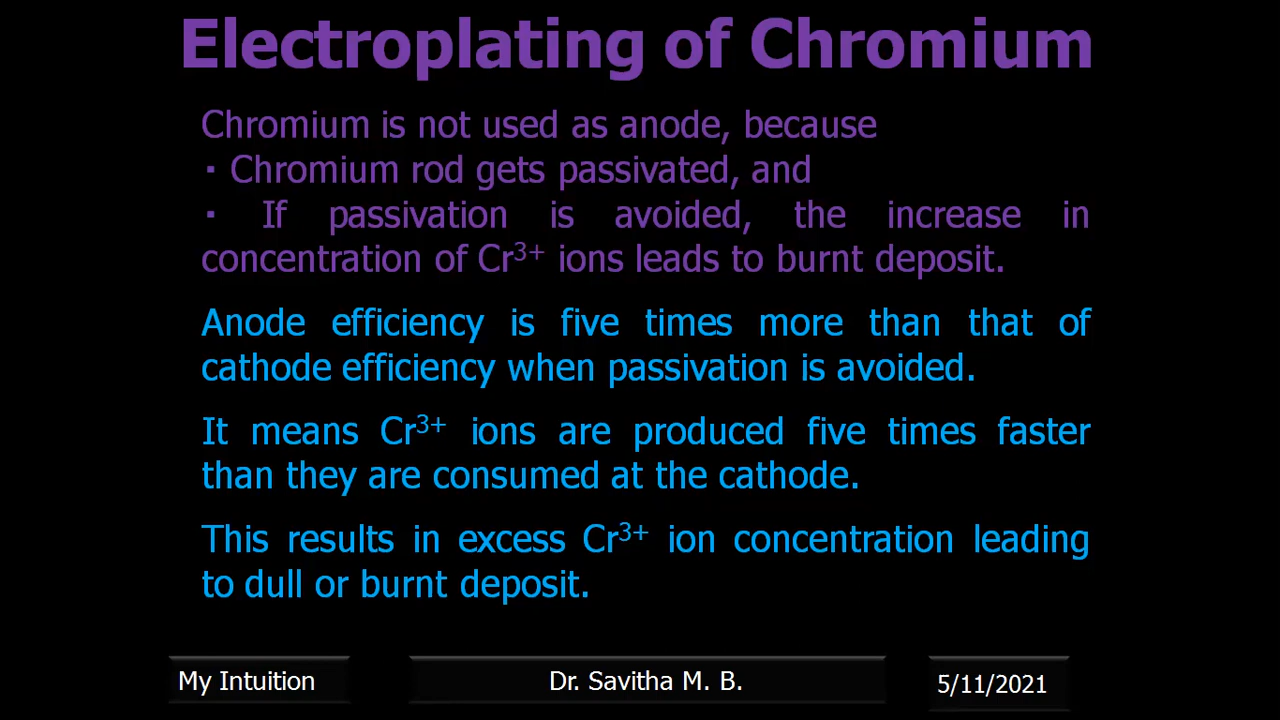 Electroplating of Chromium
Chromium is not used as anode, because
▪ Chromium rod gets passivated, and
▪ If passivation is avoided, the increase in
concentration of Cr³⁺ ions leads to burnt deposit.
Anode efficiency is five times more than that of
cathode efficiency when passivation is avoided.
It means Cr³⁺ ions are produced five times faster
than they are consumed at the cathode.
This results in excess Cr³⁺ ion concentration leading
to dull or burnt deposit.
My Intuition
Dr. Savitha M. B.
5/11/2021